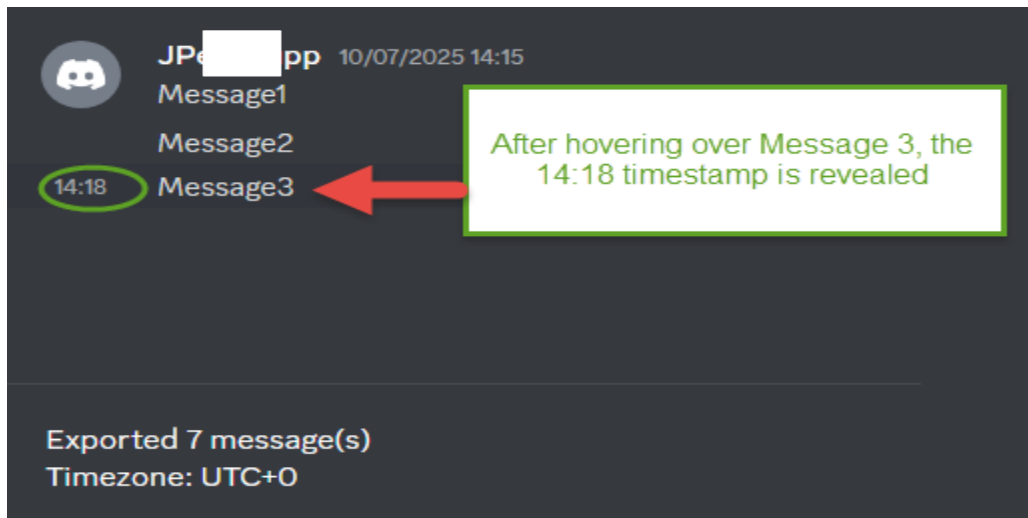 JPe pp 10/07/2025 14:15
Message1
Message2
After hovering over Message 3, the
14:18 timestamp is revealed
14:18 Message3
Exported 7 message(s)
Timezone: UTC+0